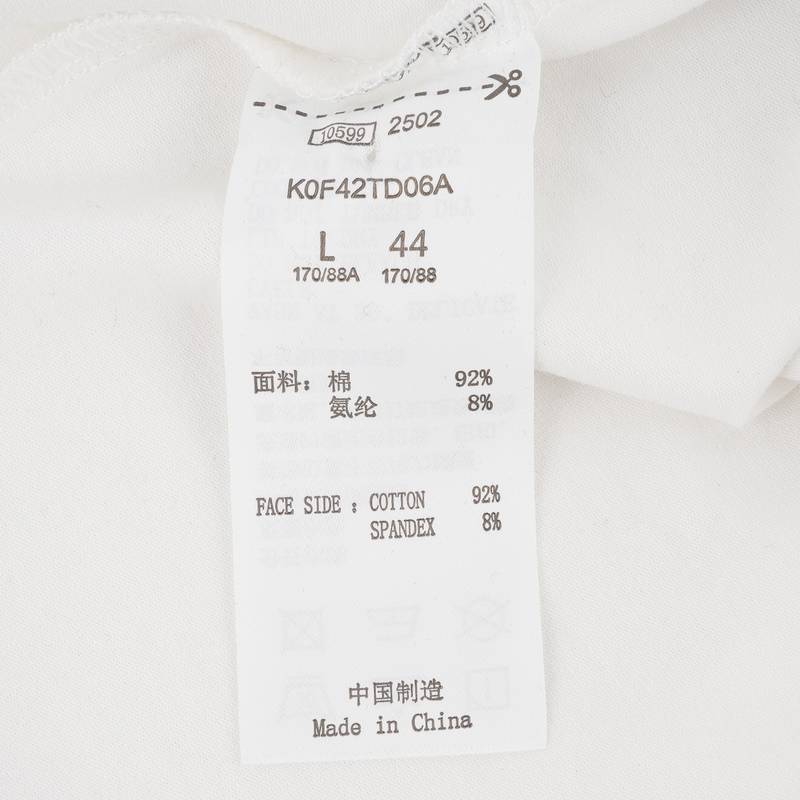 10599
10599 2502
K0F42TD06A
L 44
170/88A 170/88
面料：棉 92%
氨纶 8%
FACE SIDE : COTTON 92%
SPANDEX 8%
中国制造
Made in China